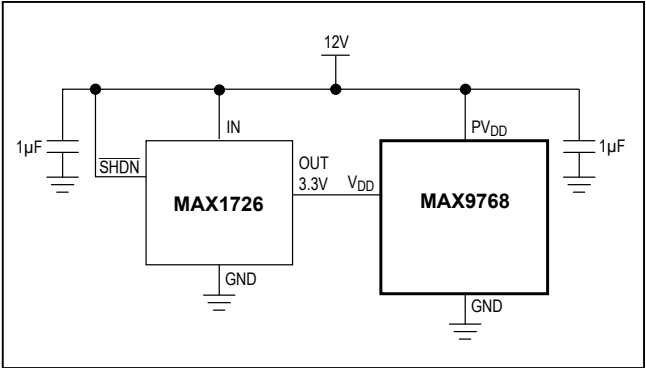 12V
IN
PVDD
1µF
SHDN
OUT
3.3V
VDD
1µF
MAX1726
MAX9768
GND
GND